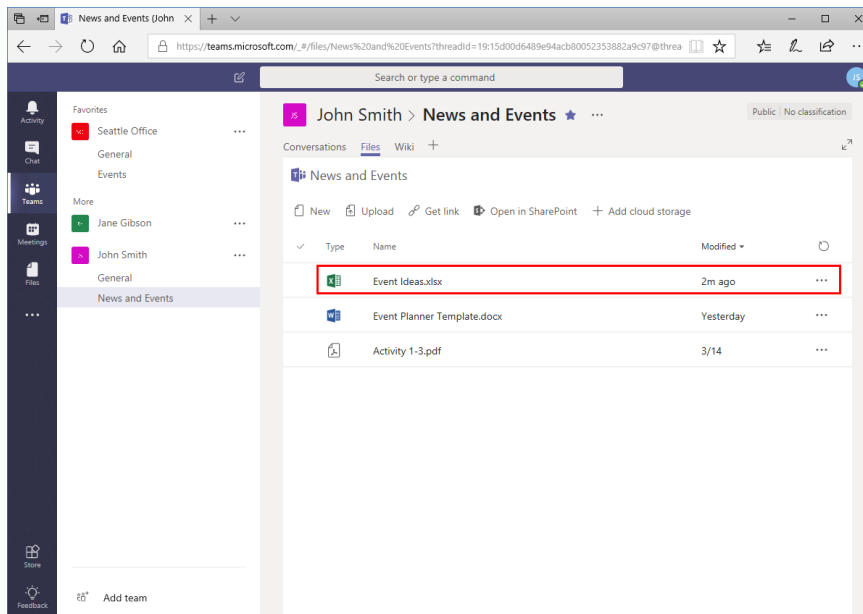 News and Events (John
https://teams.microsoft.com/_#/files/News%20and%20Events?threadId=19:15d00d6489e94acb80052353882a9c97@threa
Search or type a command
JS
Activity
Chat
Teams
Meetings
Files
Store
Feedback
Favorites
Seattle Office
General
Events
More
Jane Gibson
John Smith
General
News and Events
Add team
JS John Smith > News and Events
Public No classification
Conversations Files Wiki
News and Events
New Upload Get link Open in SharePoint Add cloud storage
Type Name Modified
Event Ideas.xlsx 2m ago
Event Planner Template.docx Yesterday
Activity 1-3.pdf 3/14